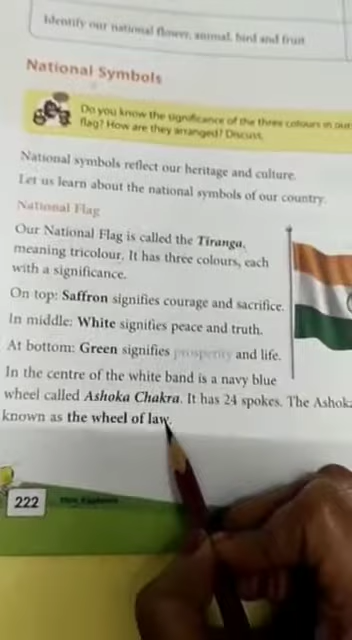 Identify our national flower, animal, bird and fruit
National Symbols
Do you know the significance of the three colours in our
flag? How are they arranged? Discuss.
National symbols reflect our heritage and culture.
Let us learn about the national symbols of our country.
National Flag
Our National Flag is called the Tiranga,
meaning tricolour. It has three colours, each
with a significance.
On top: Saffron signifies courage and sacrifice.
In middle: White signifies peace and truth.
At bottom: Green signifies prosperity and life.
In the centre of the white band is a navy blue
wheel called Ashoka Chakra. It has 24 spokes. The Ashoka
known as the wheel of law.
222